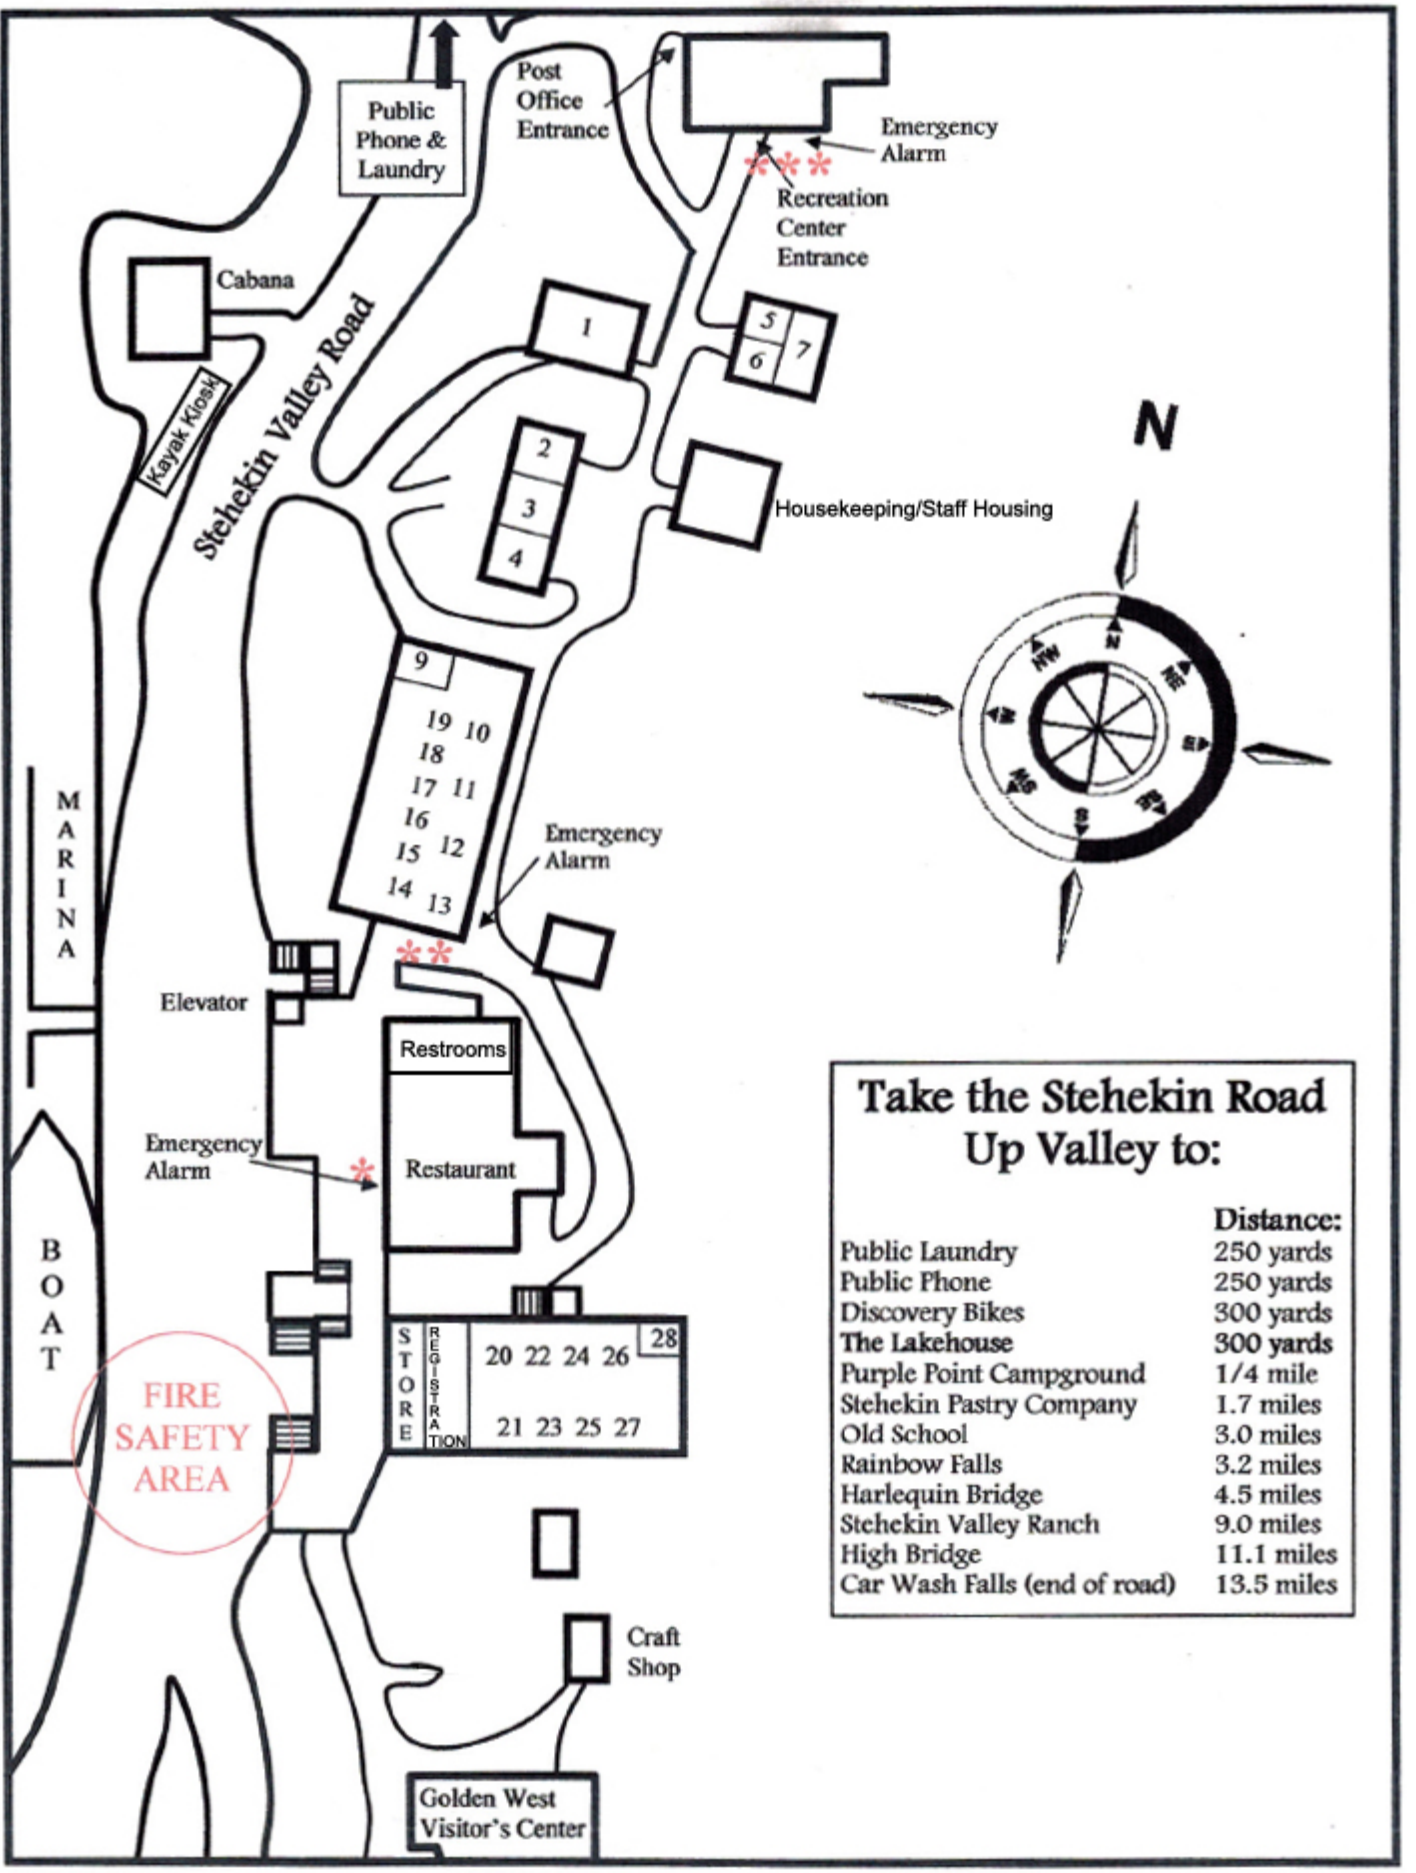 Public
Phone &
Laundry
Post
Office
Entrance
Emergency
Alarm
***
Recreation
Center
Entrance
Cabana
Kayak Kiosk
Stehekin Valley Road
1
5
6
7
2
3
4
Housekeeping/Staff Housing
N
N
NE
E
SE
S
SW
W
NW
9
19 10
18
17 11
16
15 12
14 13
Emergency
Alarm
**
MARINA
Elevator
Restrooms
Emergency
Alarm
*
Restaurant
BOAT
FIRE
SAFETY
AREA
STORE
REGISTRATION
20 22 24 26
28
21 23 25 27
Craft
Shop
Golden West
Visitor's Center
Take the Stehekin Road
Up Valley to:
Distance:
Public Laundry 250 yards
Public Phone 250 yards
Discovery Bikes 300 yards
The Lakehouse 300 yards
Purple Point Campground 1/4 mile
Stehekin Pastry Company 1.7 miles
Old School 3.0 miles
Rainbow Falls 3.2 miles
Harlequin Bridge 4.5 miles
Stehekin Valley Ranch 9.0 miles
High Bridge 11.1 miles
Car Wash Falls (end of road) 13.5 miles